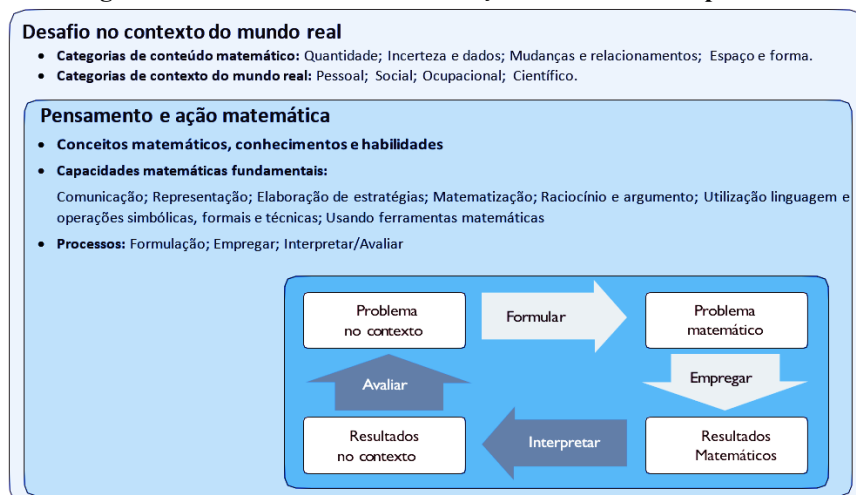 Desafio no contexto do mundo real
• Categorias de conteúdo matemático: Quantidade; Incerteza e dados; Mudanças e relacionamentos; Espaço e forma.
• Categorias de contexto do mundo real: Pessoal; Social; Ocupacional; Científico.
Pensamento e ação matemática
• Conceitos matemáticos, conhecimentos e habilidades
• Capacidades matemáticas fundamentais:
Comunicação; Representação; Elaboração de estratégias; Matematização; Raciocínio e argumento; Utilização linguagem e
operações simbólicas, formais e técnicas; Usando ferramentas matemáticas
• Processos: Formulação; Empregar; Interpretar/Avaliar
Problema
no contexto
Formular
Problema
matemático
Avaliar
Empregar
Resultados
no contexto
Interpretar
Resultados
Matemáticos